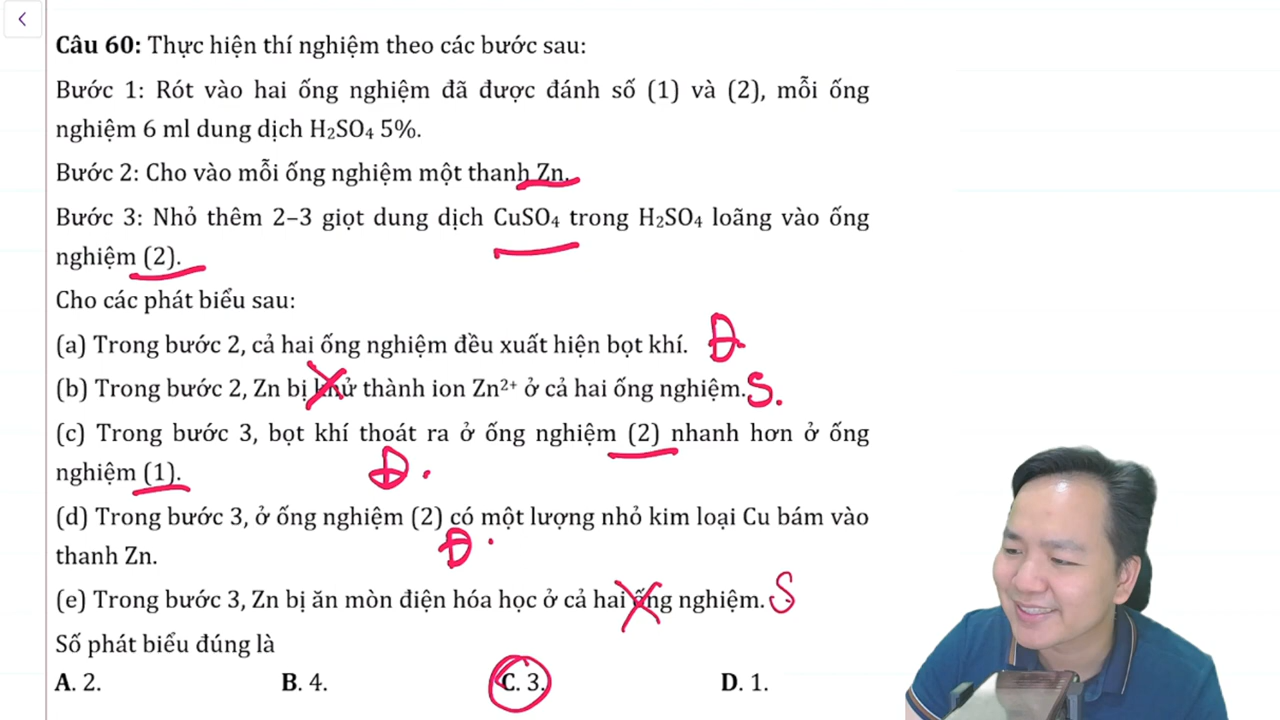 Câu 60: Thực hiện thí nghiệm theo các bước sau:
Bước 1: Rót vào hai ống nghiệm đã được đánh số (1) và (2), mỗi ống
nghiệm 6 ml dung dịch H₂SO₄ 5%.
Bước 2: Cho vào mỗi ống nghiệm một thanh Zn.
Bước 3: Nhỏ thêm 2–3 giọt dung dịch CuSO₄ trong H₂SO₄ loãng vào ống
nghiệm (2).
Cho các phát biểu sau:
(a) Trong bước 2, cả hai ống nghiệm đều xuất hiện bọt khí. Đ
(b) Trong bước 2, Zn bị khử thành ion Zn²⁺ ở cả hai ống nghiệm. S.
(c) Trong bước 3, bọt khí thoát ra ở ống nghiệm (2) nhanh hơn ở ống
nghiệm (1). Đ.
(d) Trong bước 3, ở ống nghiệm (2) có một lượng nhỏ kim loại Cu bám vào
thanh Zn. Đ.
(e) Trong bước 3, Zn bị ăn mòn điện hóa học ở cả hai ống nghiệm. S
Số phát biểu đúng là
A. 2. B. 4. C. 3. D. 1.